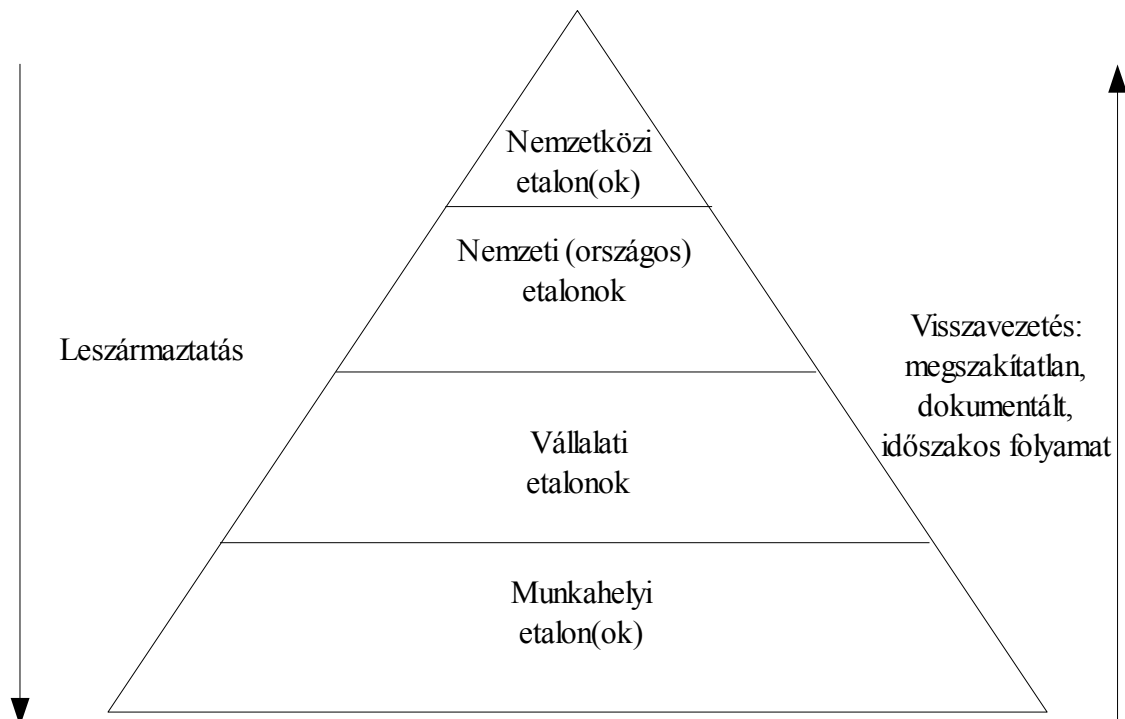 Nemzetközi
etalon(ok)
Nemzeti (országos)
etalonok
Leszármaztatás
Visszavezetés:
megszakítatlan,
dokumentált,
időszakos folyamat
Vállalati
etalonok
Munkahelyi
etalon(ok)